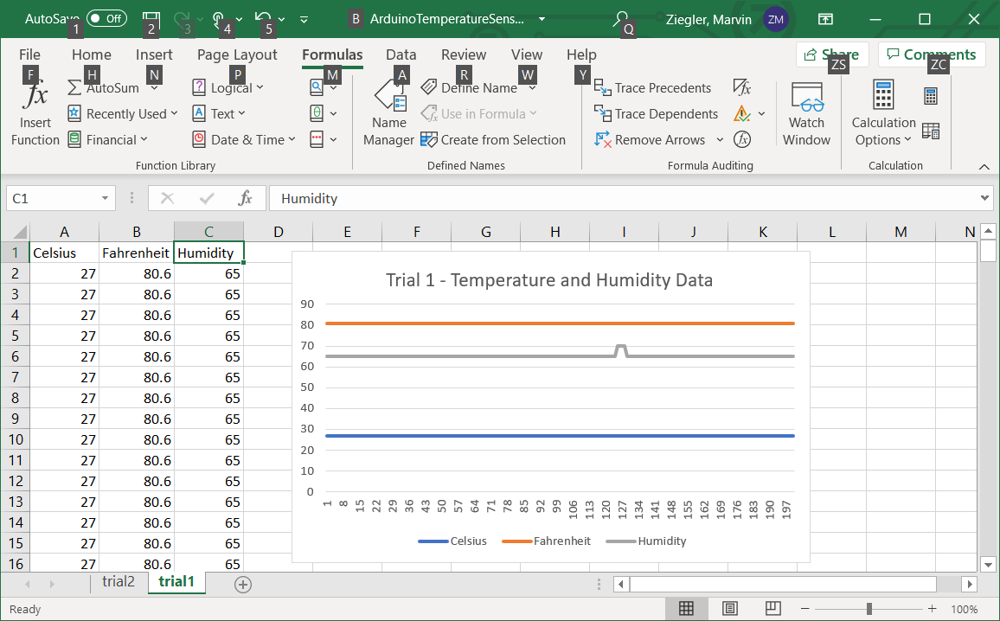 AutoSave Off B ArduinoTemperatureSens... Ziegler, Marvin ZM
1 2 3 4 5 Q
File Home Insert Page Layout Formulas Data Review View Help Share Comments
F H N P M A R W Y ZS ZC
Insert Function
AutoSum
Recently Used
Financial
Logical
Text
Date & Time
Function Library
Name Manager
Define Name
Use in Formula
Create from Selection
Defined Names
Trace Precedents
Trace Dependents
Remove Arrows
Formula Auditing
Watch Window
Calculation Options
Calculation
C1 fx Humidity
A B C D E F G H I J K L M N
1 Celsius Fahrenheit Humidity
2 27 80.6 65
3 27 80.6 65
4 27 80.6 65
5 27 80.6 65
6 27 80.6 65
7 27 80.6 65
8 27 80.6 65
9 27 80.6 65
10 27 80.6 65
11 27 80.6 65
12 27 80.6 65
13 27 80.6 65
14 27 80.6 65
15 27 80.6 65
16 27 80.6 65
Trial 1 - Temperature and Humidity Data
90
80
70
60
50
40
30
20
10
0
1 8 15 22 29 36 43 50 57 64 71 78 85 92 99 106 113 120 127 134 141 148 155 162 169 176 183 190 197
Celsius Fahrenheit Humidity
trial2 trial1
Ready 100%